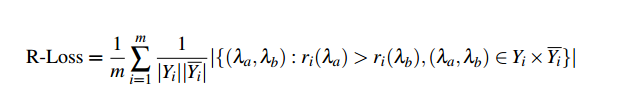 R-Loss = \frac{1}{m} \sum_{i=1}^{m} \frac{1}{|Y_i||\overline{Y_i}|} |\{(\lambda_a, \lambda_b) : r_i(\lambda_a) > r_i(\lambda_b), (\lambda_a, \lambda_b) \in Y_i \times \overline{Y_i}\}|